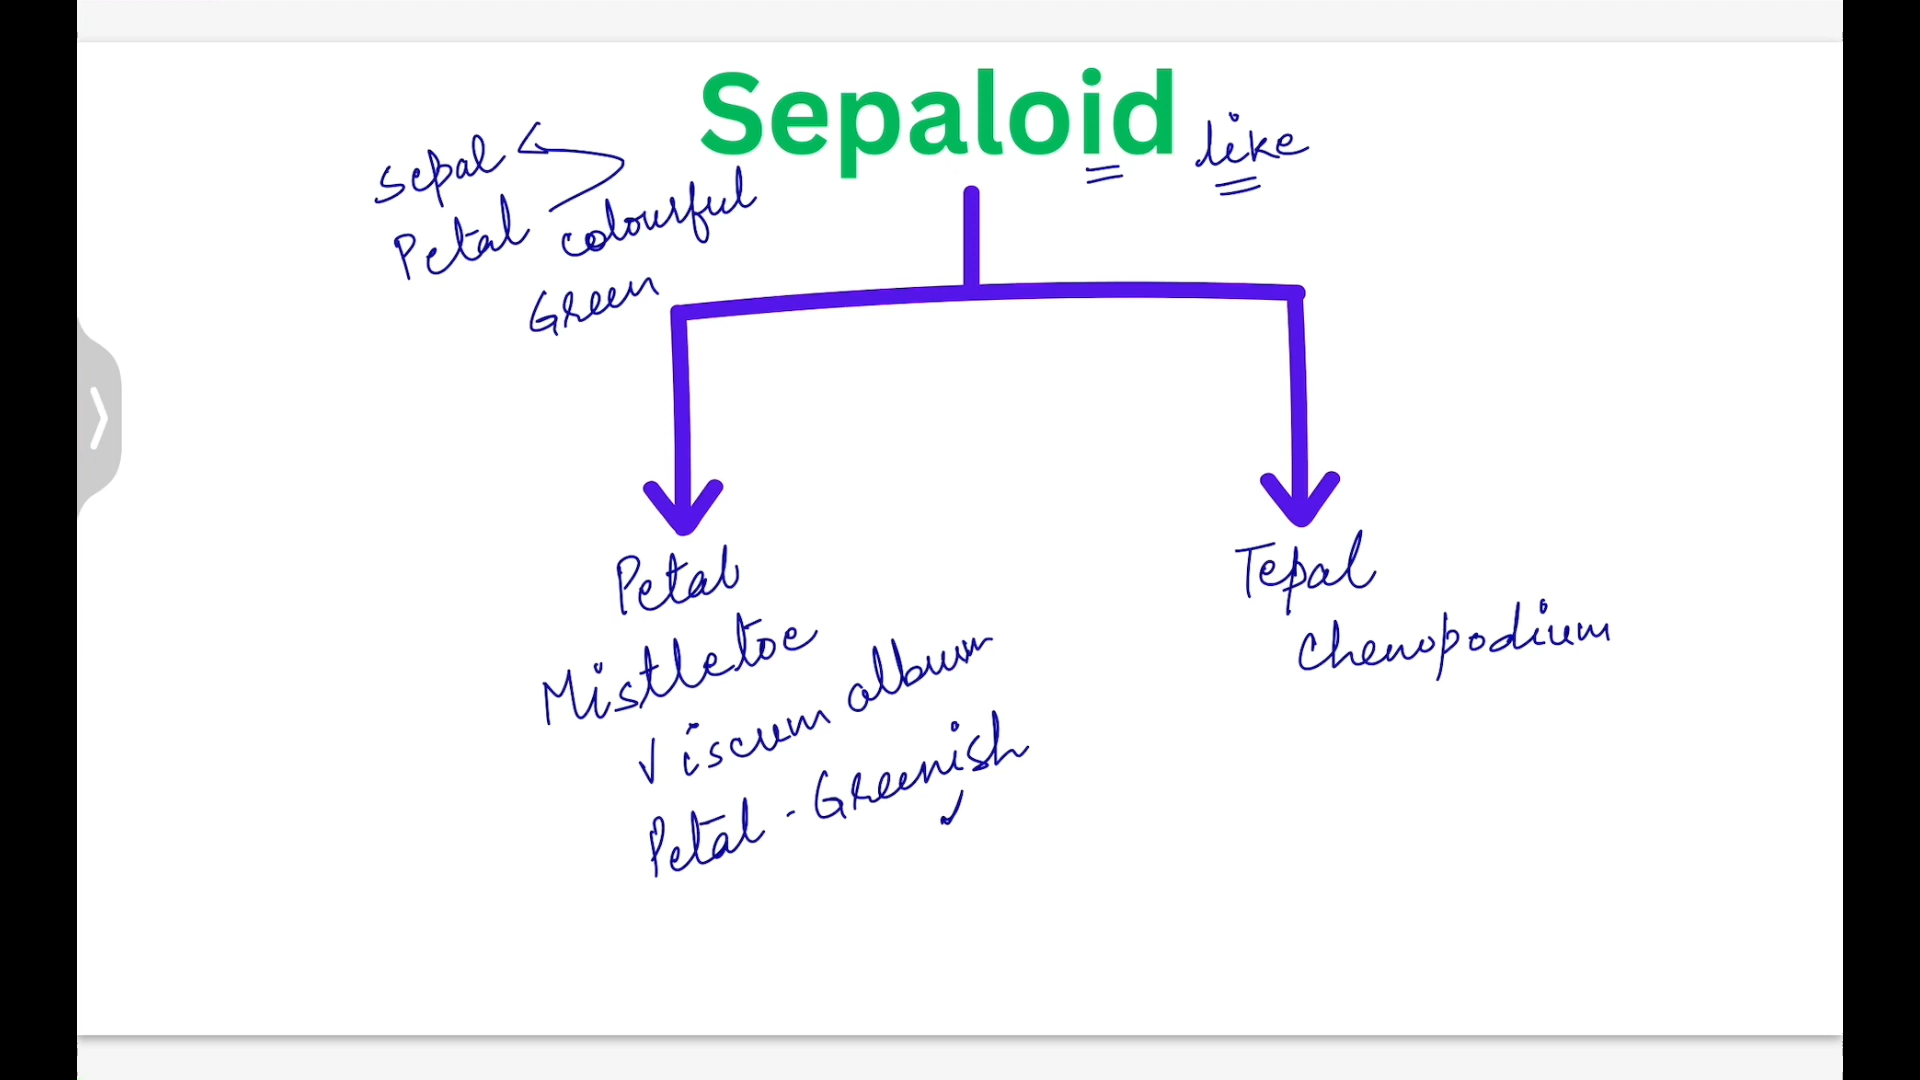 Sepaloid
like
sepal
Petal colourful
Green
Petal
Mistletoe
Viscum album
Petal - Greenish
Tepal
Chenopodium